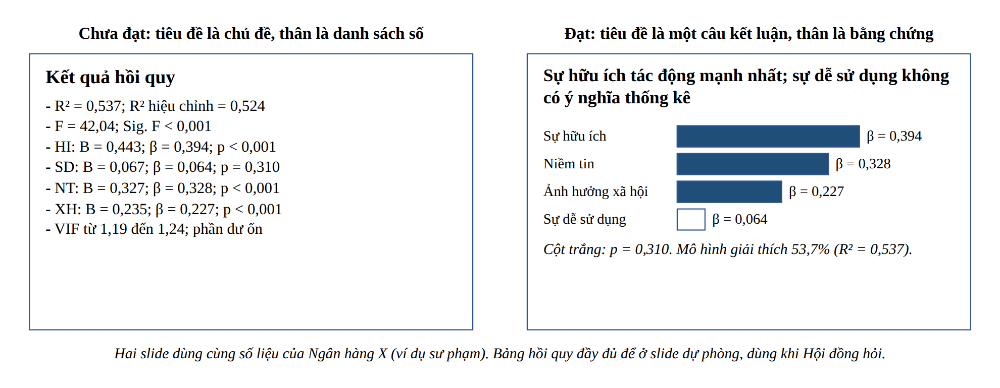 Chưa đạt: tiêu đề là chủ đề, thân là danh sách số
Kết quả hồi quy
- R² = 0,537; R² hiệu chỉnh = 0,524
- F = 42,04; Sig. F < 0,001
- HI: B = 0,443; β = 0,394; p < 0,001
- SD: B = 0,067; β = 0,064; p = 0,310
- NT: B = 0,327; β = 0,328; p < 0,001
- XH: B = 0,235; β = 0,227; p < 0,001
- VIF từ 1,19 đến 1,24; phần dư ổn
Đạt: tiêu đề là một câu kết luận, thân là bằng chứng
Sự hữu ích tác động mạnh nhất; sự dễ sử dụng không
có ý nghĩa thống kê
Sự hữu ích β = 0,394
Niềm tin β = 0,328
Ảnh hưởng xã hội β = 0,227
Sự dễ sử dụng β = 0,064
Cột trắng: p = 0,310. Mô hình giải thích 53,7% (R² = 0,537).
Hai slide dùng cùng số liệu của Ngân hàng X (ví dụ sư phạm). Bảng hồi quy đầy đủ để ở slide dự phòng, dùng khi Hội đồng hỏi.